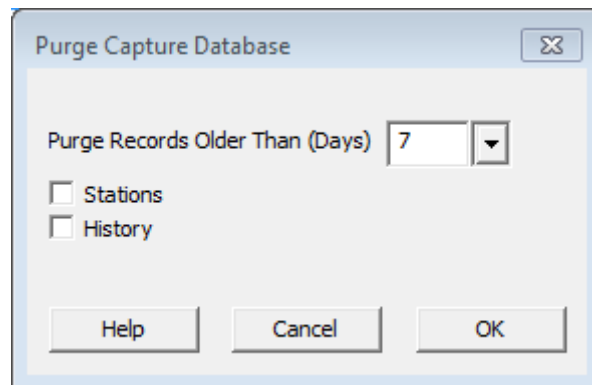 Purge Capture Database
Purge Records Older Than (Days) 7
Stations
History
Help Cancel OK